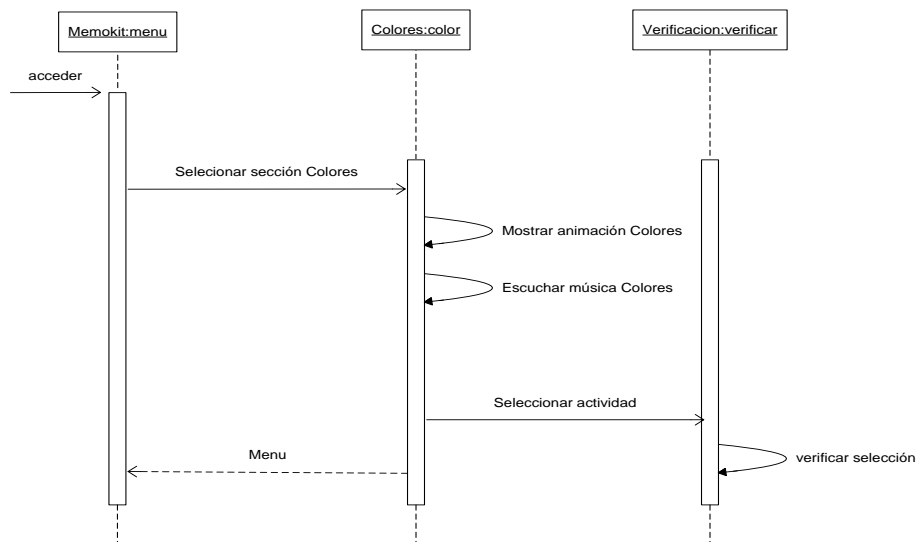 Memokit:menu
Colores:color
Verificacion:verificar
acceder
Selecionar sección Colores
Mostrar animación Colores
Escuchar música Colores
Seleccionar actividad
Menu
verificar selección